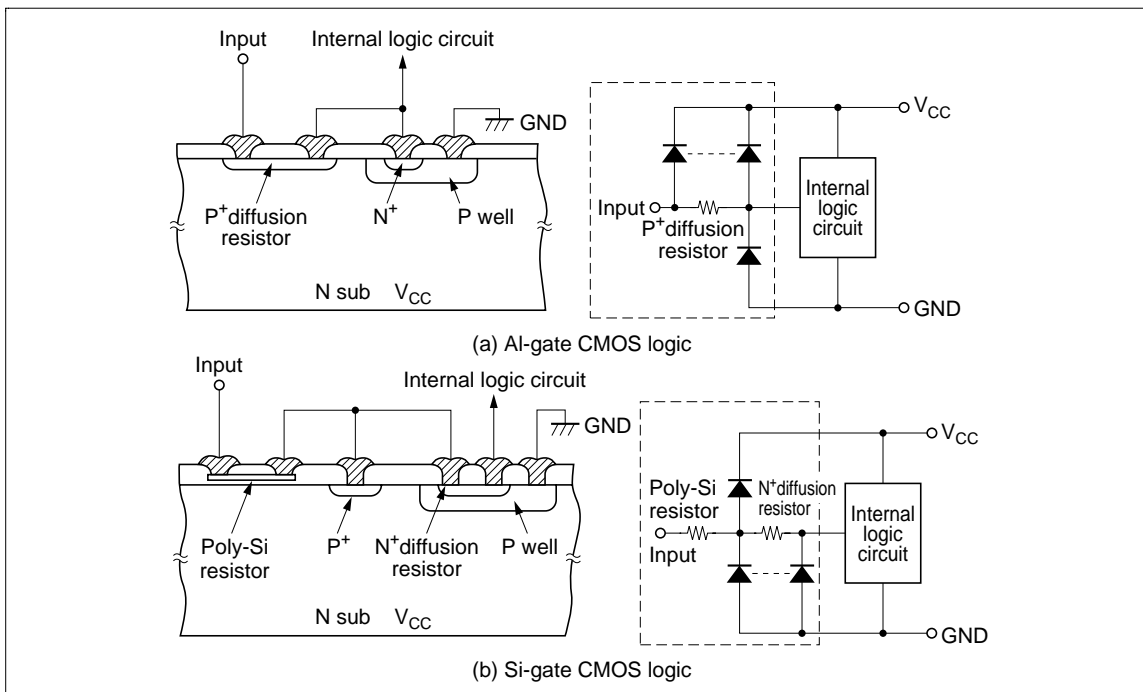 Input
Internal logic circuit
GND
P+ diffusion
resistor
N+
P well
N sub VCC
VCC
Input
P+ diffusion
resistor
Internal
logic
circuit
GND
(a) Al-gate CMOS logic
Input
Internal logic circuit
GND
Poly-Si
resistor
P+
N+ diffusion
resistor
P well
N sub VCC
VCC
Poly-Si
resistor
N+ diffusion
resistor
Input
Internal
logic
circuit
GND
(b) Si-gate CMOS logic